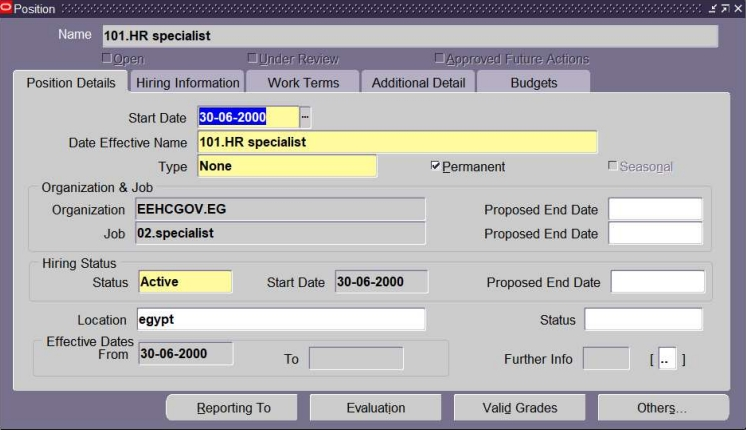 Position
Name 101.HR specialist
Open Under Review Approved Future Actions
Position Details Hiring Information Work Terms Additional Detail Budgets
Start Date 30-06-2000 ...
Date Effective Name 101.HR specialist
Type None Permanent Seasonal
Organization & Job
Organization EEHCGOV.EG Proposed End Date
Job 02.specialist Proposed End Date
Hiring Status
Status Active Start Date 30-06-2000 Proposed End Date
Location egypt Status
Effective Dates
From 30-06-2000 To Further Info [ .. ]
Reporting To Evaluation Valid Grades Others...